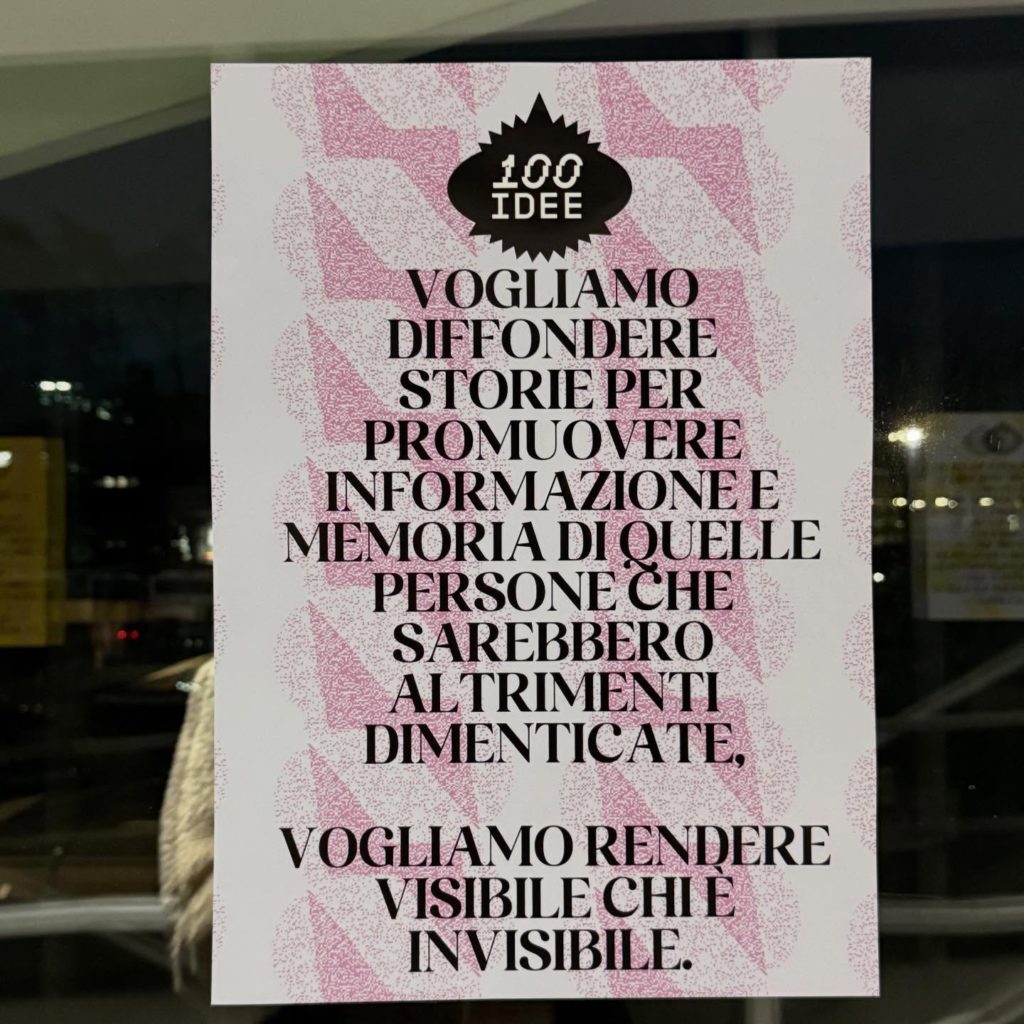 100
IDEE
VOGLIAMO
DIFFONDERE
STORIE PER
PROMUOVERE
INFORMAZIONE E
MEMORIA DI QUELLE
PERSONE CHE
SAREBBERO
ALTRIMENTI
DIMENTICATE,
VOGLIAMO RENDERE
VISIBILE CHI È
INVISIBILE.